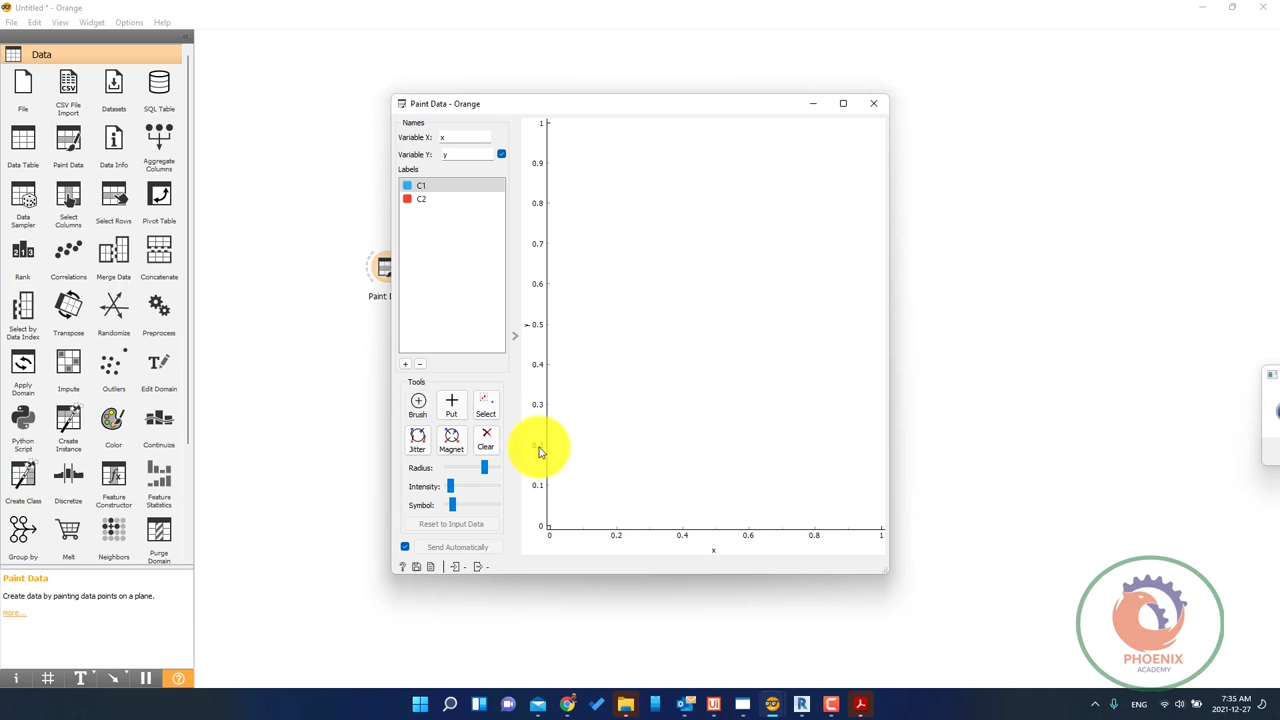 Untitled * - Orange
File Edit View Widget Options Help
Data
File CSV File Import Datasets SQL Table
Data Table Paint Data Data Info Aggregate Columns
Data Sampler Select Columns Select Rows Pivot Table
Rank Correlations Merge Data Concatenate
Select by Data Index Transpose Randomize Preprocess
Apply Domain Impute Outliers Edit Domain
Python Script Create Instance Color Continuize
Create Class Discretize Feature Constructor Feature Statistics
Group by Melt Neighbors Purge Domain
Paint Data
Create data by painting data points on a plane.
more...
Paint D
Paint Data - Orange
Names
Variable X: x
Variable Y: y
Labels
C1
C2
+ −
Tools
Brush Put Select
Jitter Magnet Clear
Radius:
Intensity:
Symbol:
Reset to Input Data
Send Automatically
1
0.9
0.8
0.7
0.6
y 0.5
0.4
0.3
0.1
0
0 0.2 0.4 0.6 0.8 1
x
PHOENIX
ACADEMY
7:35 AM
2021-12-27